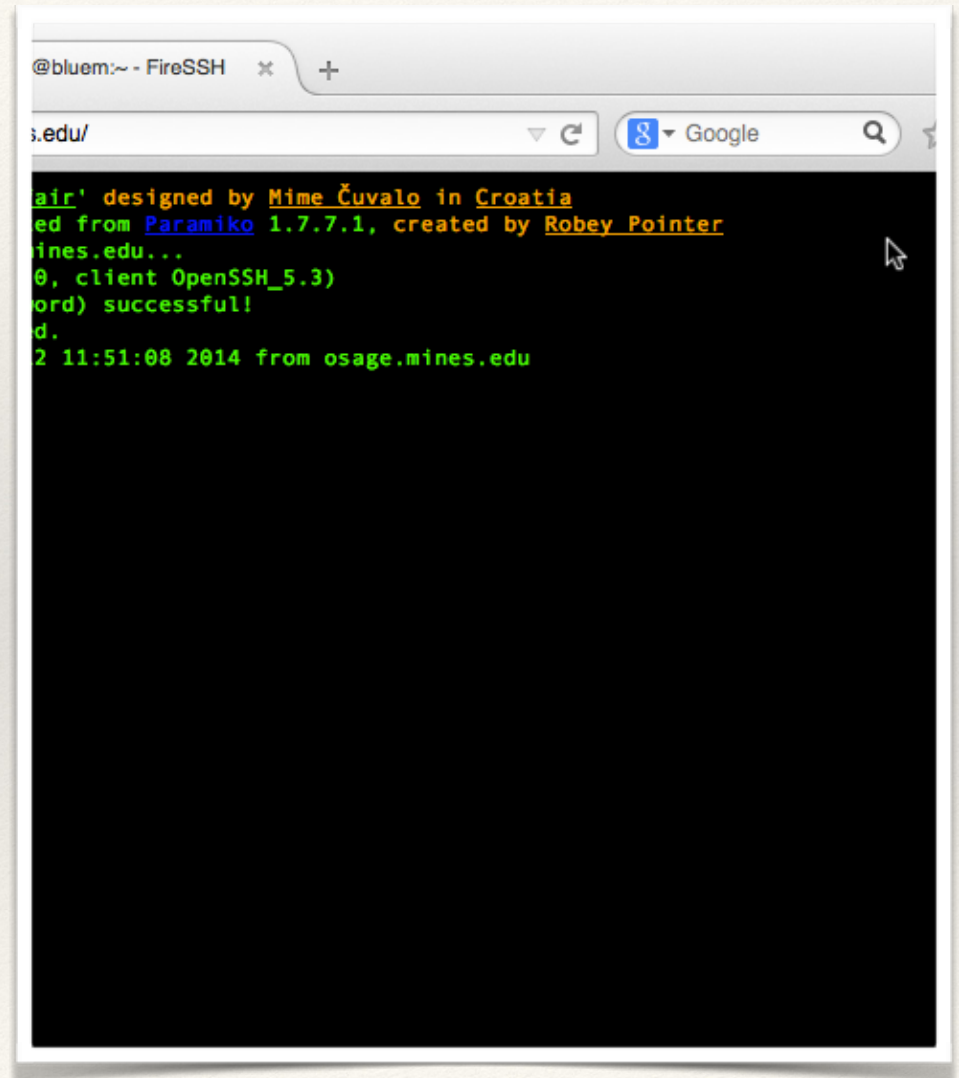 @bluem:~ - FireSSH
s.edu/
Google
air' designed by Mime Čuvalo in Croatia
ed from Paramiko 1.7.7.1, created by Robey Pointer
ines.edu...
0, client OpenSSH_5.3)
ord) successful!
ed.
2 11:51:08 2014 from osage.mines.edu